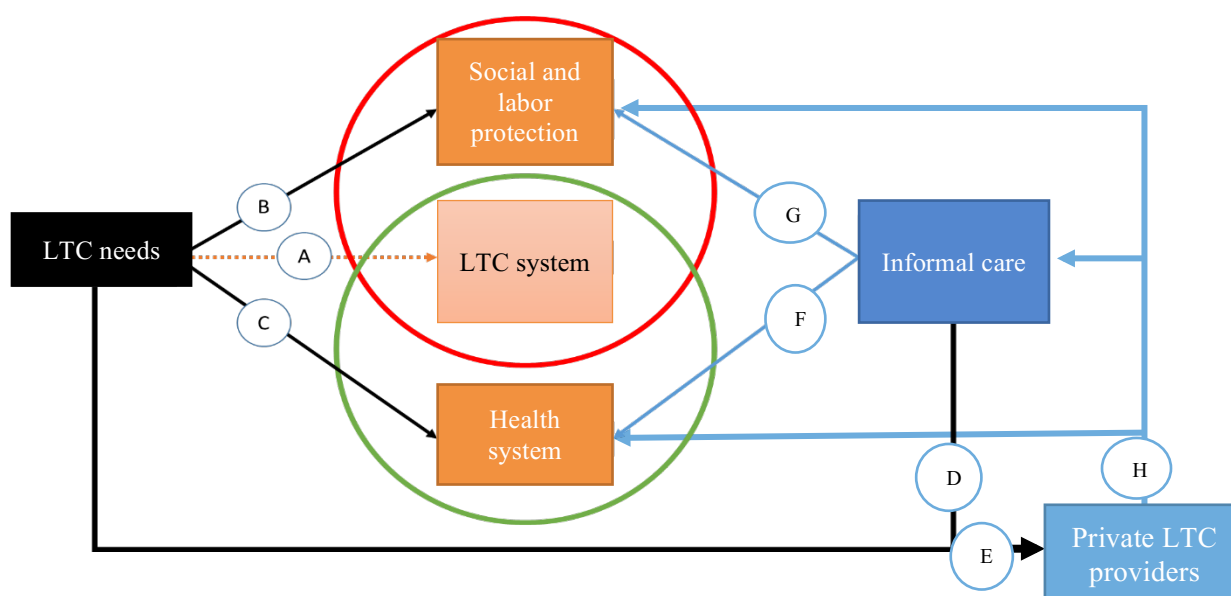 Social and
labor
protection
B
G
LTC needs
A
LTC system
Informal care
C
F
Health
system
D
H
E
Private LTC
providers